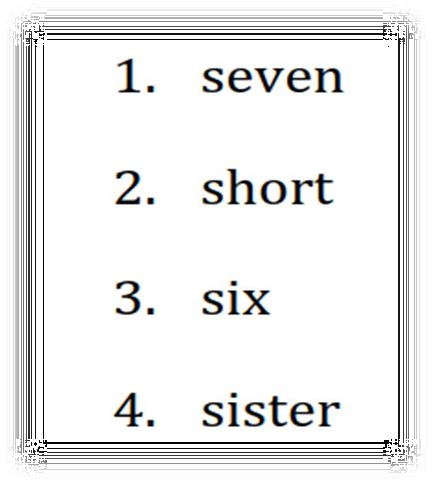 1. seven
2. short
3. six
4. sister